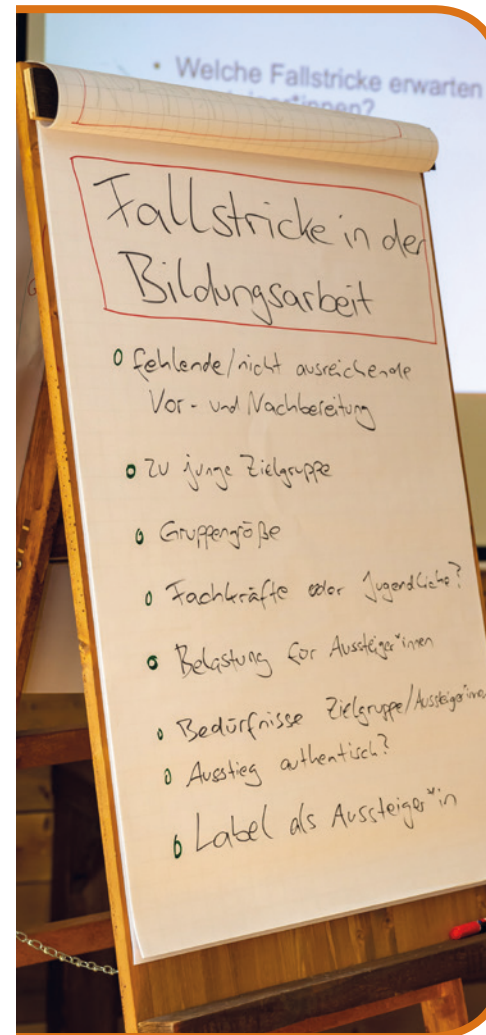 • Welche Fallstricke erwarten
*innen?
Fallstricke in der
Bildungsarbeit
fehlende/nicht ausreichende
Vor- und Nachbereitung
zu junge Zielgruppe
Gruppengröße
Fachkräfte oder Jugendliche?
Belastung für Aussteiger*innen
Bedürfnisse Zielgruppe/Aussteiger*innen
Ausstieg authentisch?
Label als Aussteiger*in